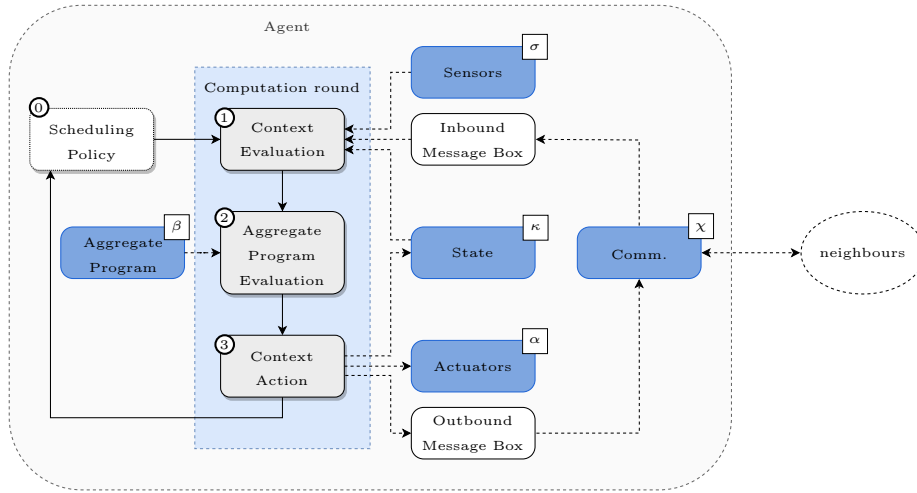 Agent
σ
Sensors
Computation round
0
Scheduling
Policy
1
Context
Evaluation
Inbound
Message Box
β
Aggregate
Program
2
Aggregate
Program
Evaluation
κ
State
χ
Comm.
neighbours
3
Context
Action
α
Actuators
Outbound
Message Box